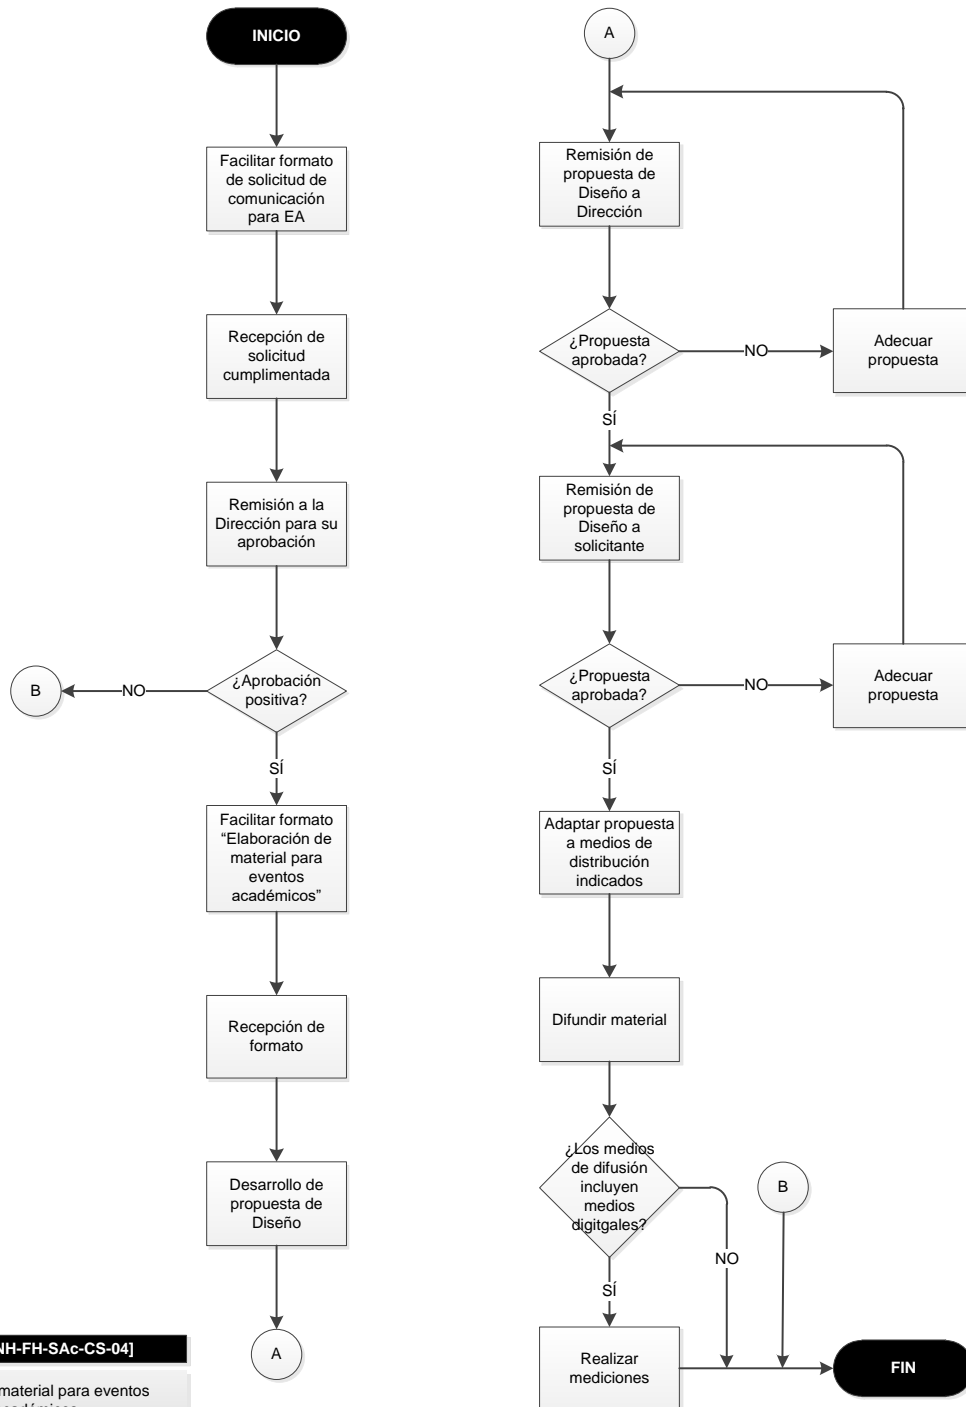 INICIO
Facilitar formato
de solicitud de
comunicación
para EA
Recepción de
solicitud
cumplimentada
Remisión a la
Dirección para su
aprobación
¿Aprobación
positiva?
NO
B
SÍ
Facilitar formato
“Elaboración de
material para
eventos
académicos”
Recepción de
formato
Desarrollo de
propuesta de
Diseño
A
NH-FH-SAc-CS-04]
material para eventos
A
Remisión de
propuesta de
Diseño a
Dirección
¿Propuesta
aprobada?
NO
Adecuar
propuesta
SÍ
Remisión de
propuesta de
Diseño a
solicitante
¿Propuesta
aprobada?
NO
Adecuar
propuesta
SÍ
Adaptar propuesta
a medios de
distribución
indicados
Difundir material
¿Los medios
de difusión
incluyen
medios
digitgales?
NO
B
SÍ
Realizar
mediciones
FIN